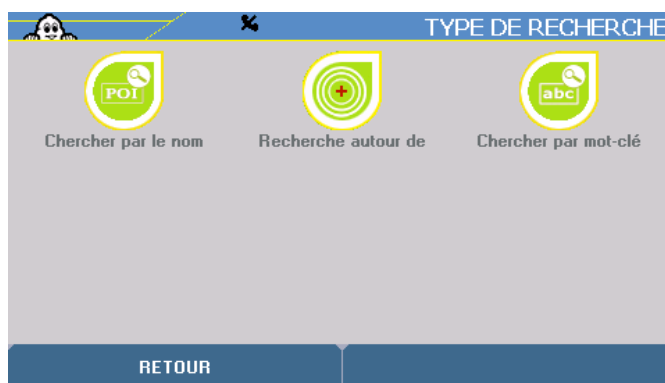 TYPE DE RECHERCHE
POI
abc
Chercher par le nom
Recherche autour de
Chercher par mot-clé
RETOUR